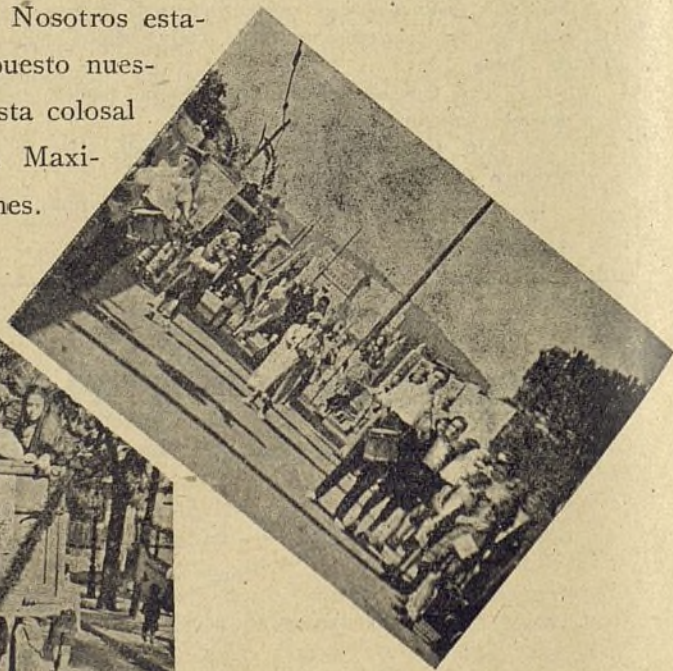 Nosotros esta-
puesto nues-
sta colosal
Maxi-
nes.